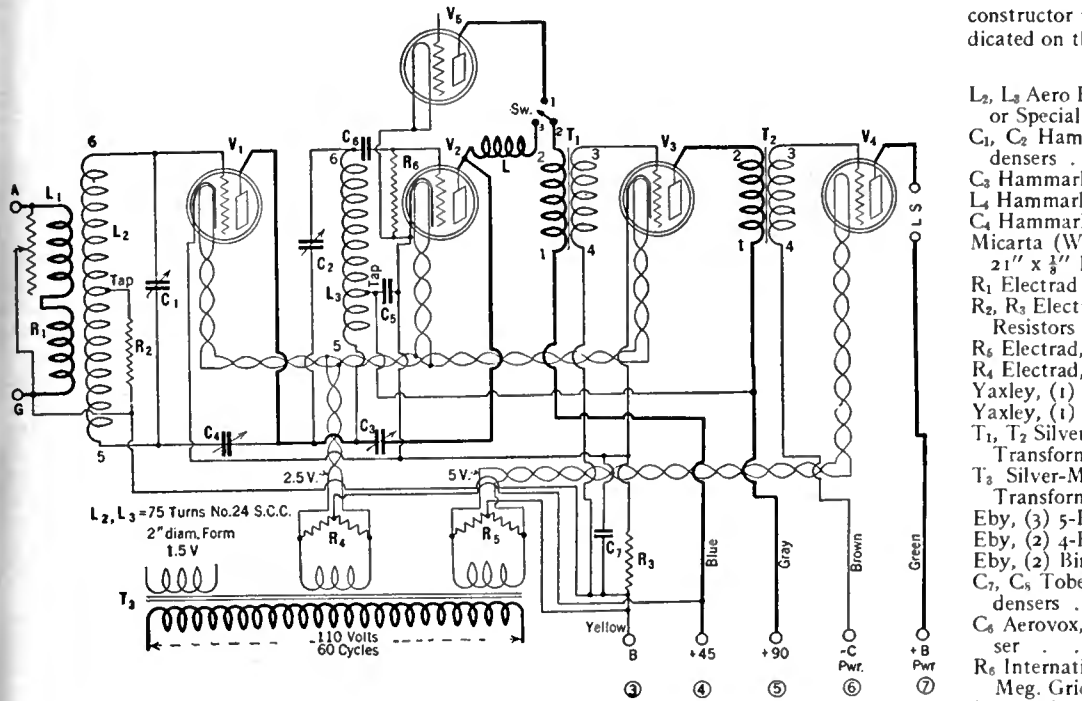 V5
Sw.
1
3
2
6
V1
6
C6
R6
V2
L
T1
2
3
V3
T2
2
3
V4
A
L1
L2
Tap
C1
R1
R2
G
C2
L3
Tap
C5
1
4
1
4
L S
5
5
C4
C3
2.5 V.
5 V.
L2, L3 = 75 Turns No.24 S.C.C.
2" diam. Form
1.5 V
R4
R5
C7
R3
Blue
Gray
Brown
Green
T3
110 Volts
60 Cycles
Yellow
B
+45
+90
-C
Pwr.
+B
Pwr
③
④
⑤
⑥
⑦
constructor
dicated on th
L2, L3 Aero
or Special
C1, C2 Ham
densers .
C3 Hammarl
L4 Hammarl
C4 Hammarl
Micarta (W
21" x 1/8"
R1 Electrad
R2, R3 Electr
Resistors
R5 Electrad,
R4 Electrad,
Yaxley, (1)
Yaxley, (1)
T1, T2 Silver-
Transform
T3 Silver-M
Transform
Eby, (3) 5-
Eby, (2) 4-
Eby, (2) Bin
C7, C8 Tobe
densers .
C6 Aerovox,
ser . .
R6 Internati
Meg. Grid